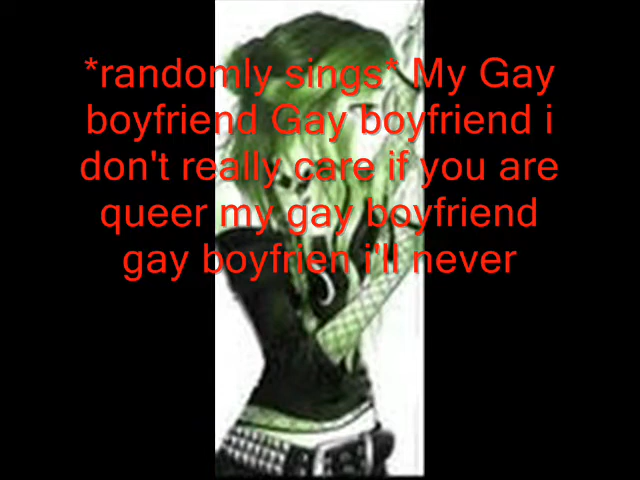 *randomly sings* My Gay
boyfriend Gay boyfriend i
don't really care if you are
queer my gay boyfriend
gay boyfrien i'll never